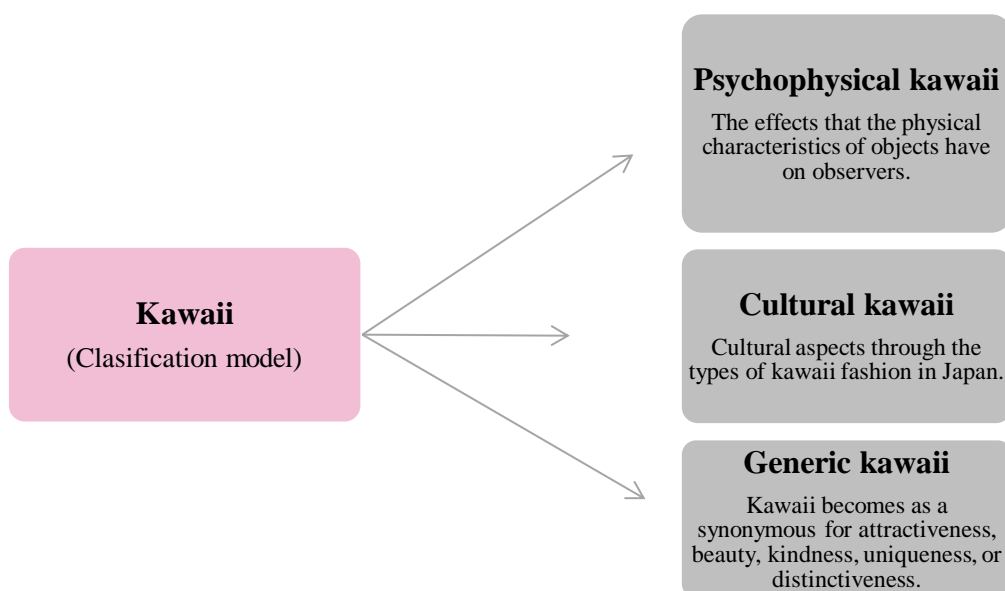 Psychophysical kawaii
The effects that the physical
characteristics of objects have
on observers.
Kawaii
(Clasification model)
Cultural kawaii
Cultural aspects through the
types of kawaii fashion in Japan.
Generic kawaii
Kawaii becomes as a
synonymous for attractiveness,
beauty, kindness, uniqueness, or
distinctiveness.